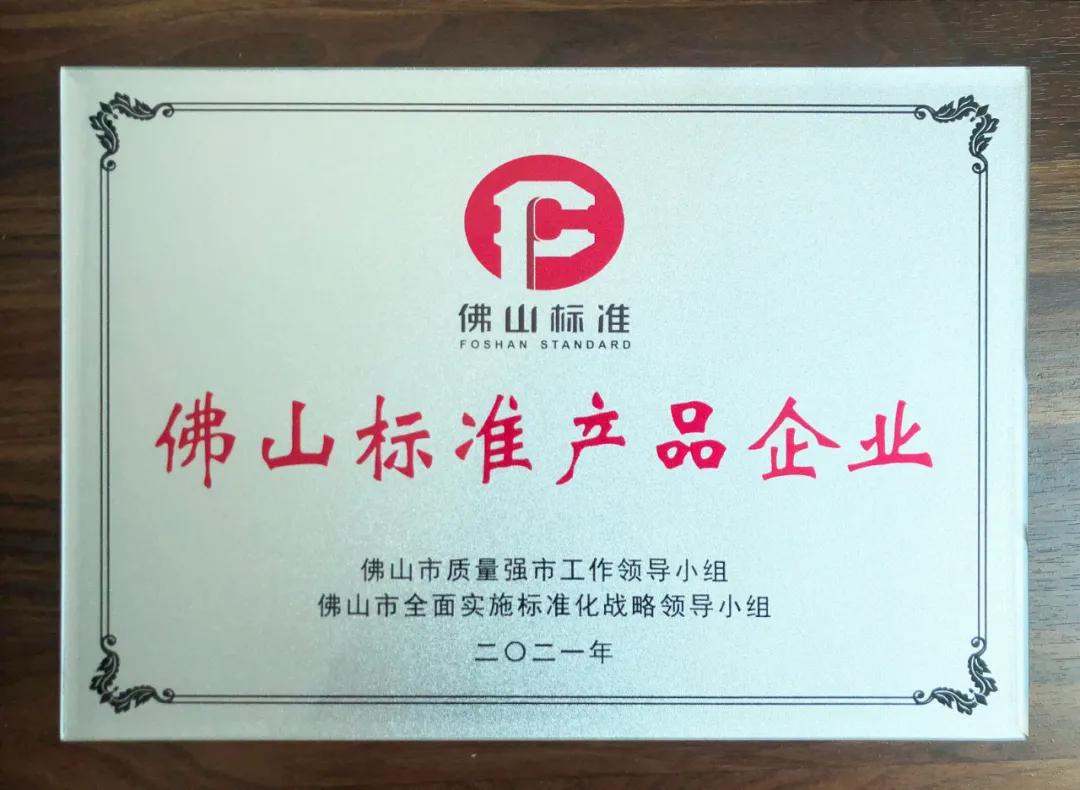 佛山标准
FOSHAN STANDARD
佛山标准产品企业
佛山市质量强市工作领导小组
佛山市全面实施标准化战略领导小组
二〇二一年